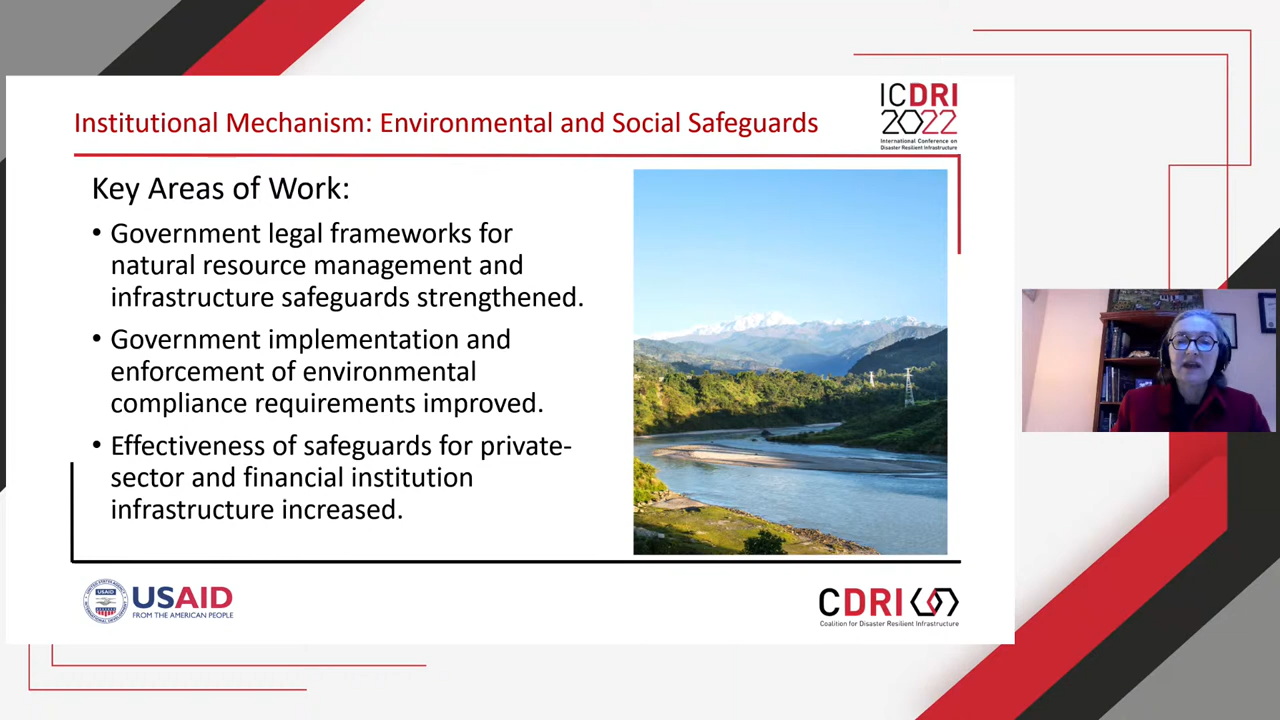 Institutional Mechanism: Environmental and Social Safeguards
ICDRI
2022
International Conference on
Disaster Resilient Infrastructure
Key Areas of Work:
• Government legal frameworks for
natural resource management and
infrastructure safeguards strengthened.
• Government implementation and
enforcement of environmental
compliance requirements improved.
• Effectiveness of safeguards for private-
sector and financial institution
infrastructure increased.
USAID
USAID
FROM THE AMERICAN PEOPLE
CDRI
Coalition for Disaster Resilient Infrastructure